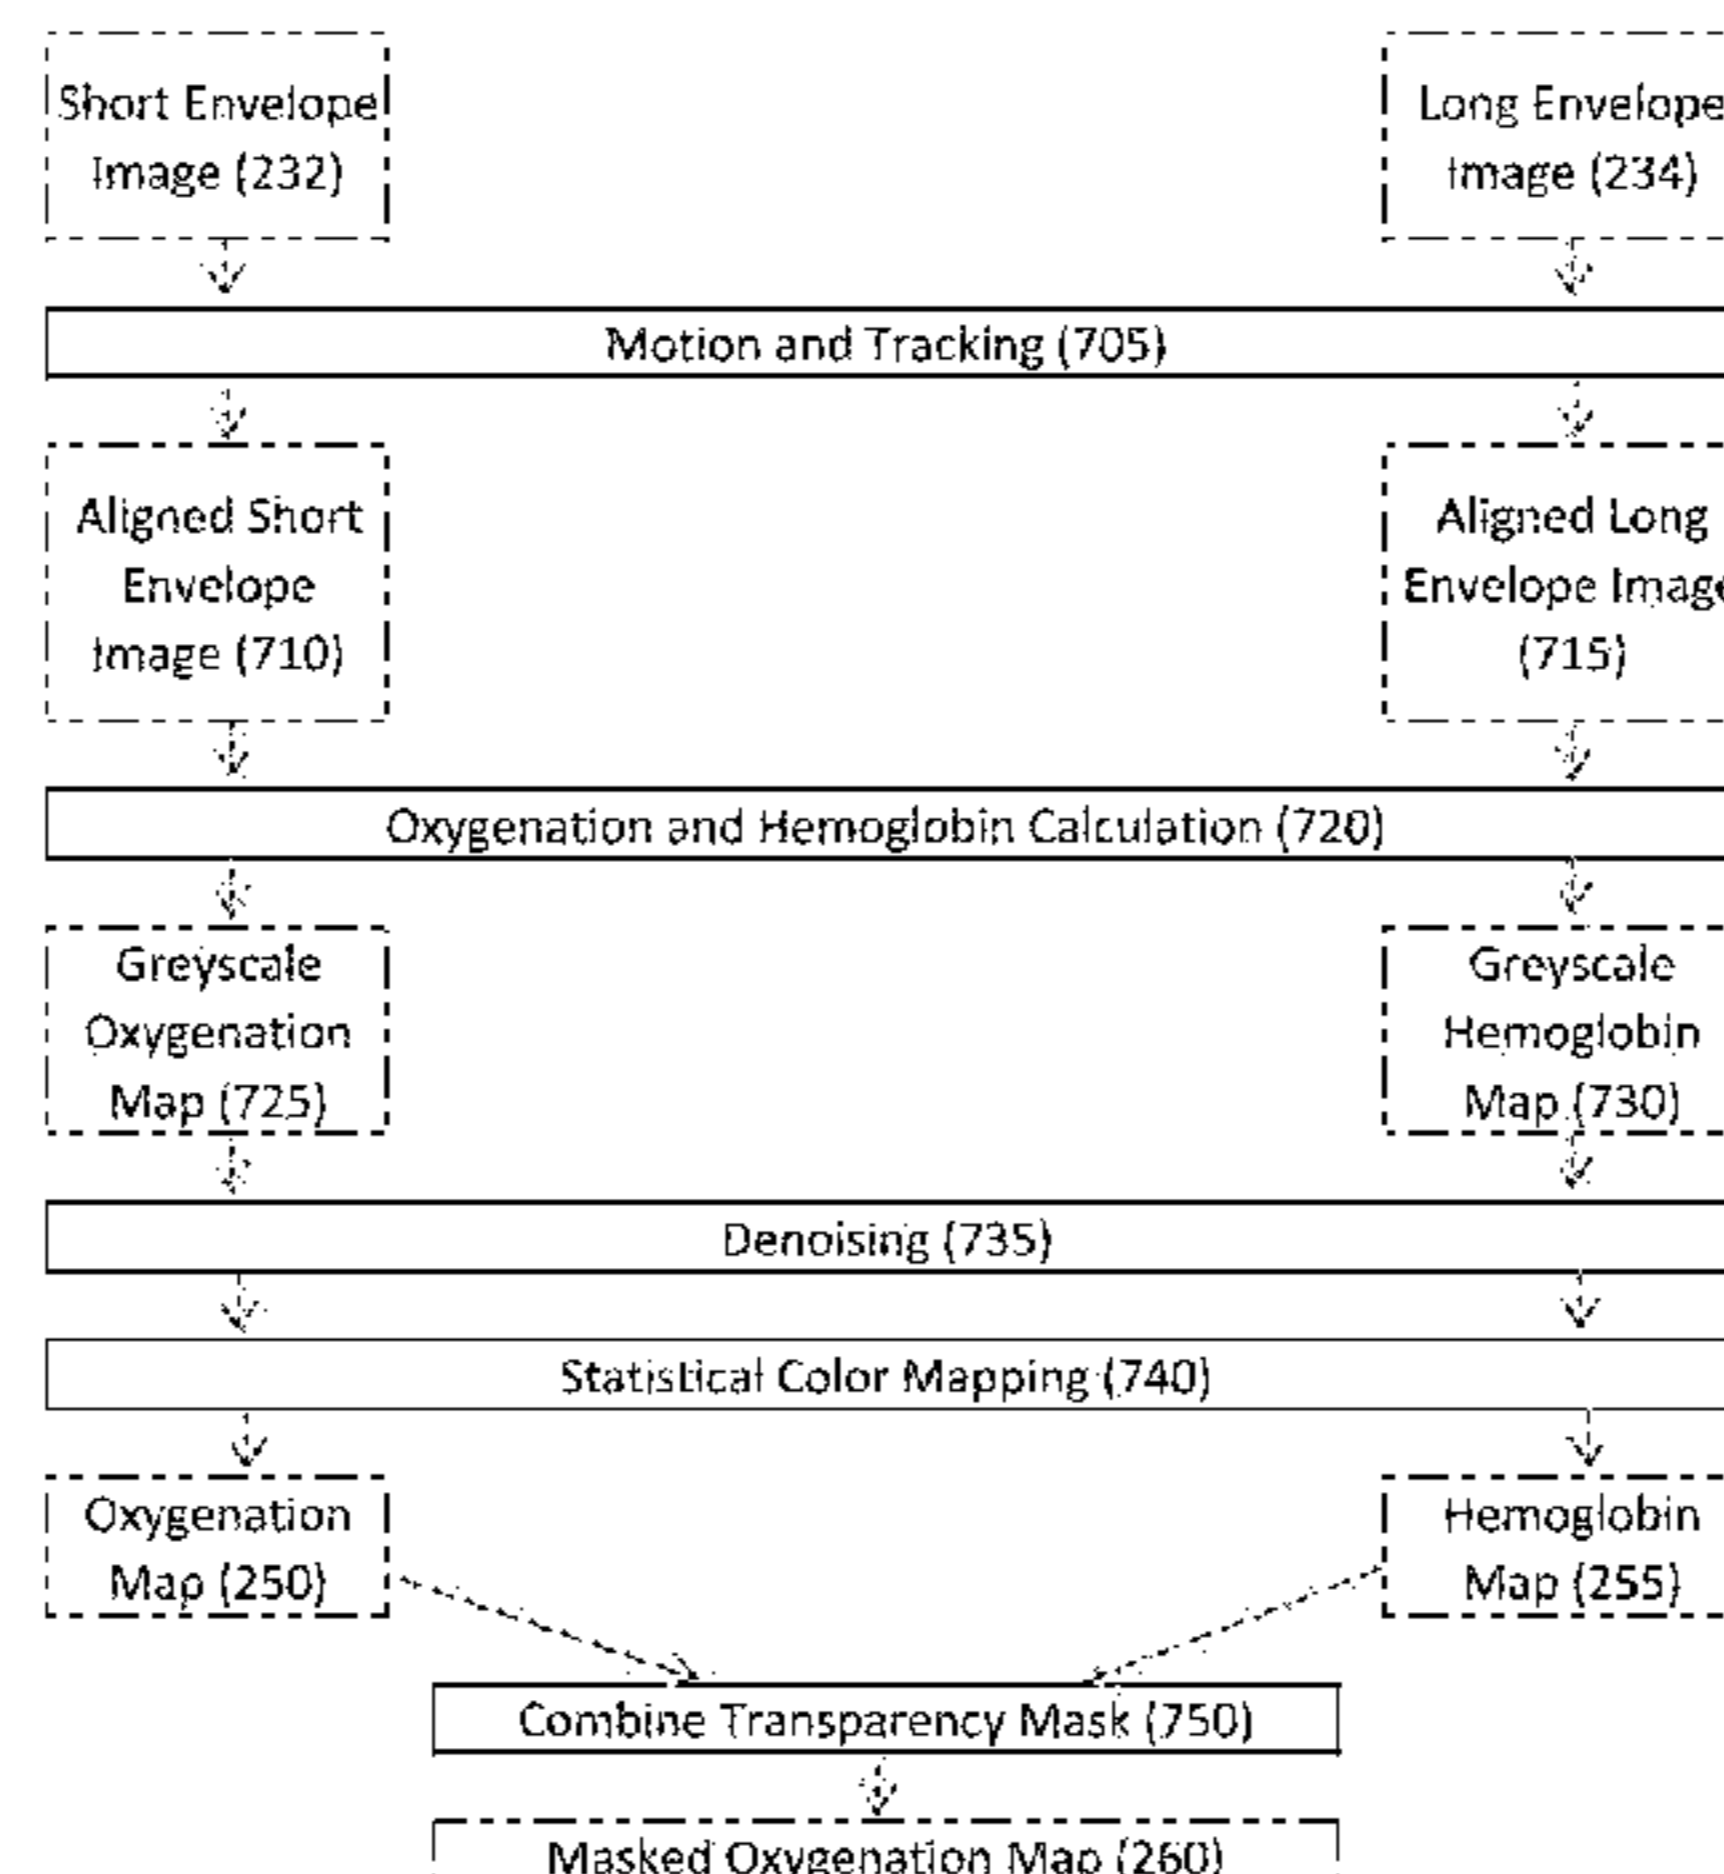 Short Envelope
Image (232)
Long Envelope
Image (234)
Motion and Tracking (705)
Aligned Short
Envelope
Image (710)
Aligned Long
Envelope Image
(715)
Oxygenation and Hemoglobin Calculation (720)
Greyscale
Oxygenation
Map (725)
Greyscale
Hemoglobin
Map (730)
Denoising (735)
Statistical Color Mapping (740)
Oxygenation
Map (250)
Hemoglobin
Map (255)
Combine Transparency Mask (750)
Masked Oxygenation Map (260)